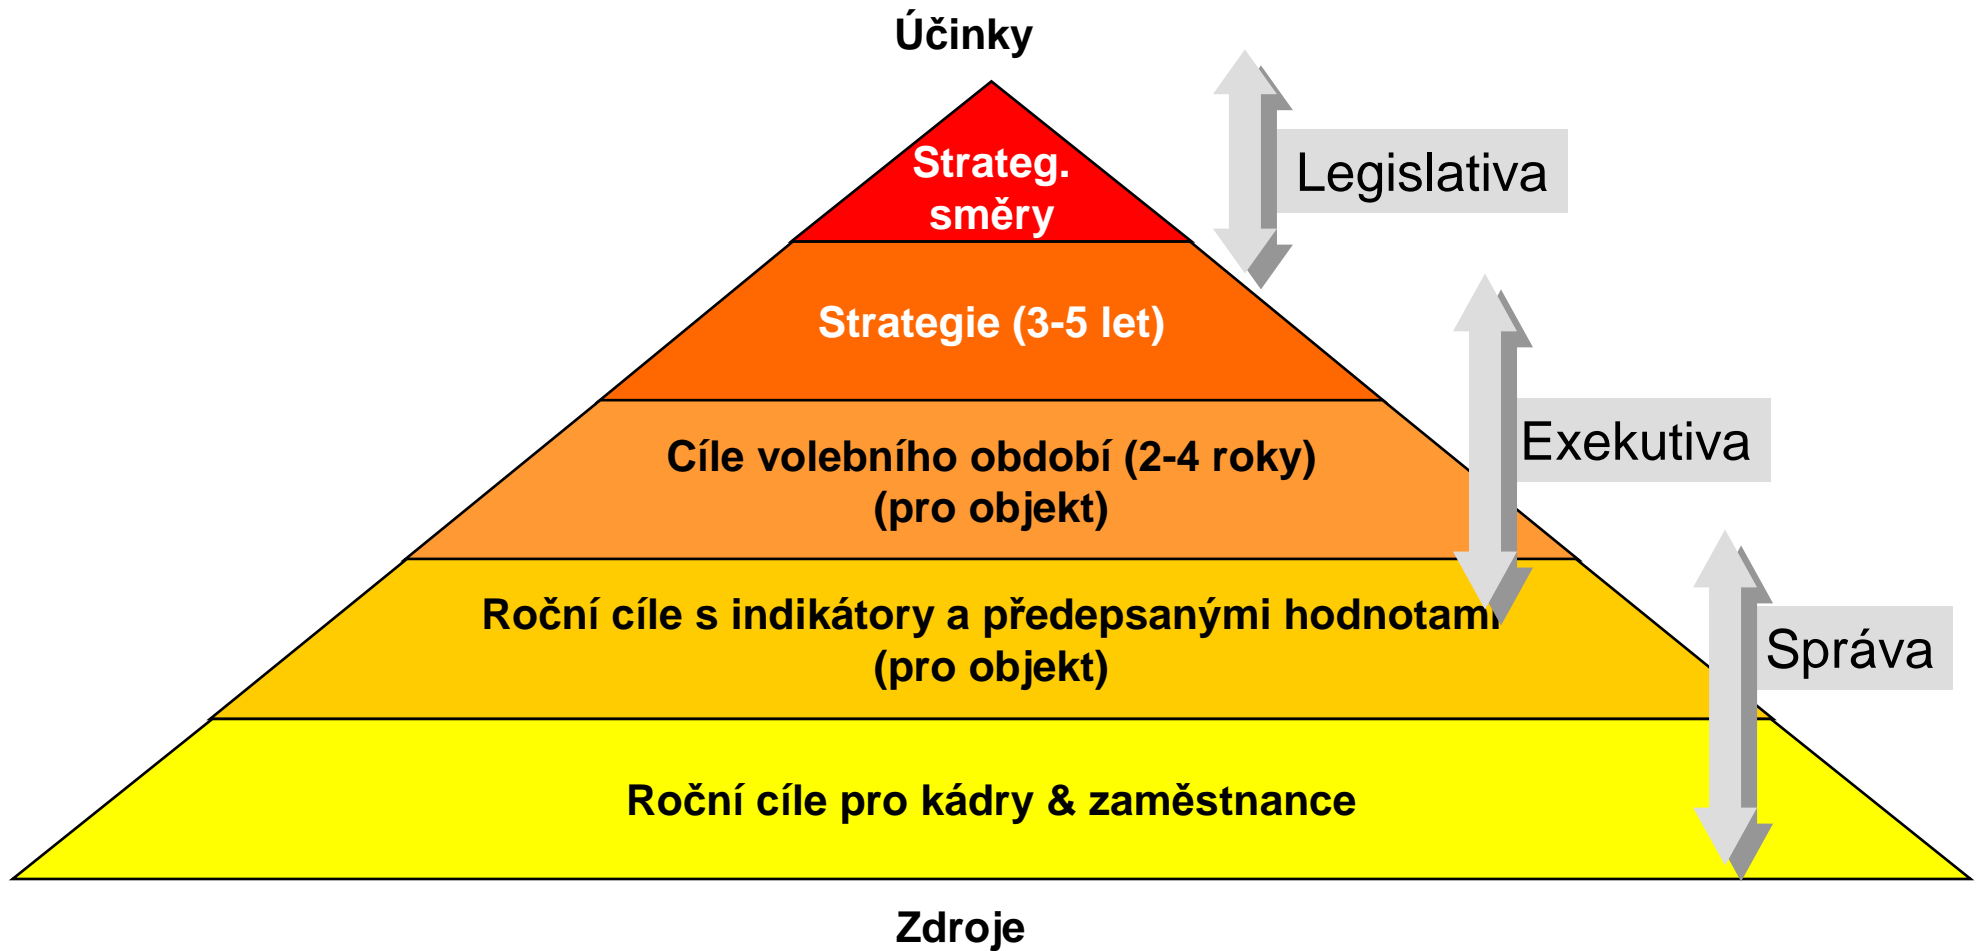 Účinky
Strateg.
směry
Legislativa
Strategie (3-5 let)
Exekutiva
Cíle volebního období (2-4 roky)
(pro objekt)
Roční cíle s indikátory a předepsanými hodnotami
(pro objekt)
Správa
Roční cíle pro kádry & zaměstnance
Zdroje